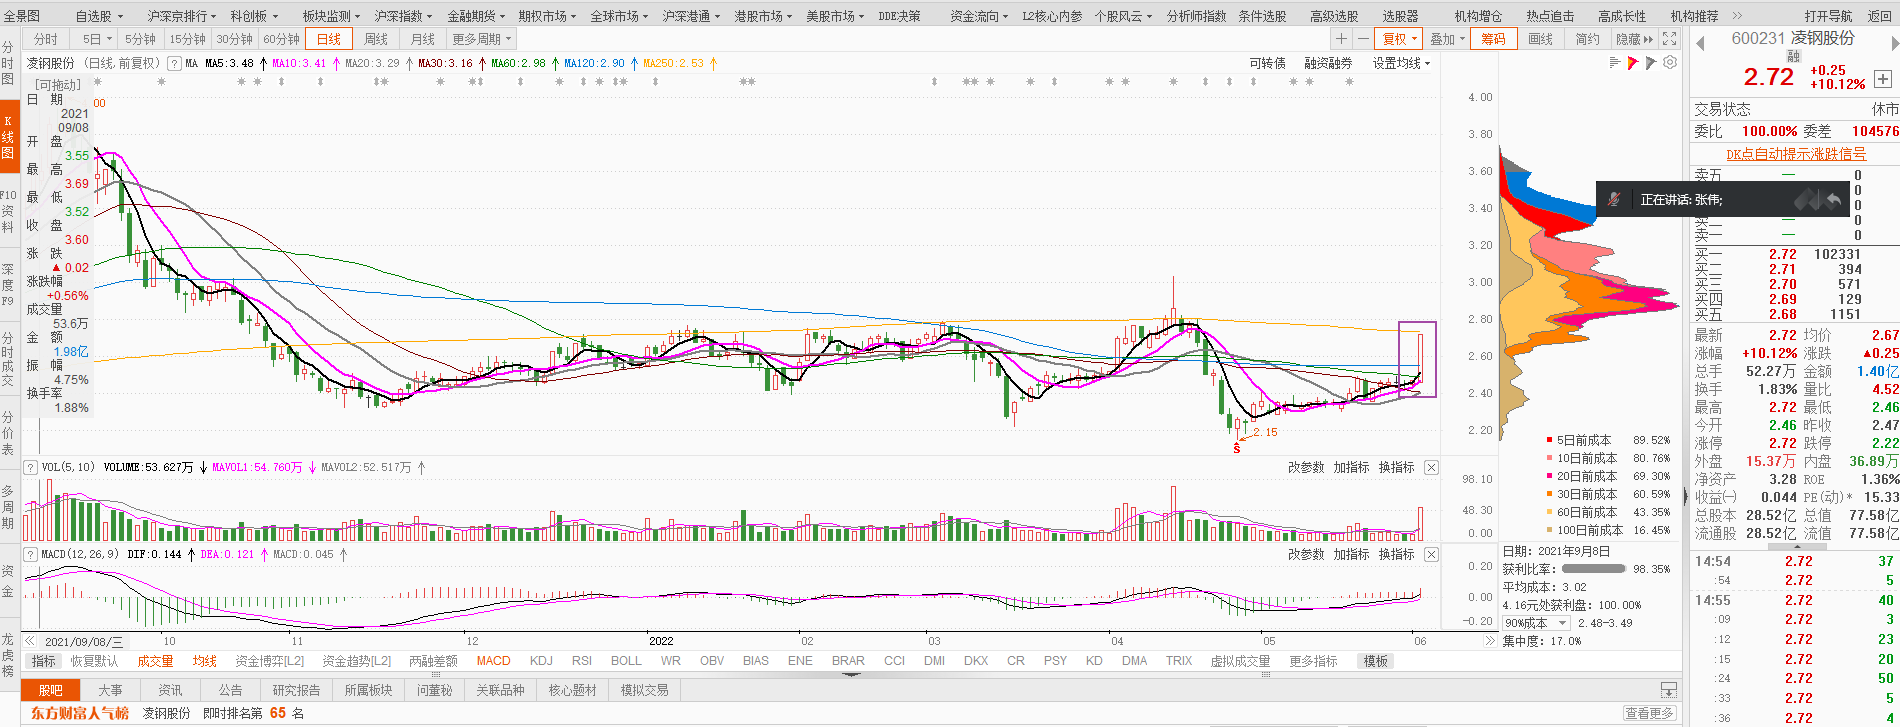 全景图 自选股 沪深京排行 科创板 板块监测 沪深指数 金融期货 期权市场 全球市场 沪深港通 港股市场 美股市场 DDE决策 资金流向 L2核心内参 个股风云 分析师指数 条件选股 高级选股 选股器 机构增仓 热点追击 高成长性 机构推荐 >> 打开导航 返回
分时 5日 5分钟 15分钟 30分钟 60分钟 日线 周线 月线 更多周期 复权 叠加 筹码 画线 简约 隐藏
凌钢股份 (日线,前复权) ? MA MA5:3.48 ↑ MA10:3.41 ↑ MA20:3.29 ↑ MA30:3.16 ↑ MA60:2.98 ↑ MA120:2.90 ↑ MA250:2.53 ↑
可转债 融资融券 设置均线
分时图
K线图
F10资料
深度F9
分时成交
分价表
多周期
资金
龙虎榜
[可拖动]
日 期
2021
09/08
开 盘
3.55
最 高
3.69
最 低
3.52
收 盘
3.60
涨 跌
▲0.02
涨跌幅
+0.56%
成交量
53.6万
金 额
1.98亿
振 幅
4.75%
换手率
1.88%
4.00
3.80
3.60
3.40
3.20
3.00
2.80
2.60
2.40
2.20
2.15
S
? VOL(5,10) VOLUME:53.627万 ↓ MAVOL1:54.760万 ↓ MAVOL2:52.517万 ↑
改参数 加指标 换指标
98.10
48.30
0.00
? MACD(12,26,9) DIF:0.144 ↑ DEA:0.121 ↑ MACD:0.045 ↑
改参数 加指标 换指标
0.20
0.00
-0.20
2021/09/08/三 10 11 12 2022 02 03 04 05 06
指标 恢复默认 成交量 均线 资金博弈[L2] 资金趋势[L2] 两融差额 MACD KDJ RSI BOLL WR OBV BIAS ENE BRAR CCI DMI DKX CR PSY KD DMA TRIX 虚拟成交量 更多指标 模板
股吧 大事 资讯 公告 研究报告 所属板块 问董秘 关联品种 核心题材 模拟交易
东方财富人气榜 凌钢股份 即时排名第 65 名
查看更多
5日前成本 89.52%
10日前成本 80.76%
20日前成本 69.30%
30日前成本 60.59%
60日前成本 43.35%
100日前成本 16.45%
日期: 2021年9月8日
获利比率: 98.35%
平均成本: 3.02
4.16元处获利盘: 100.00%
90%成本 2.48-3.49
集中度: 17.0%
正在讲话: 张伟;
600231 凌钢股份
融
2.72 +0.25
+10.12%
交易状态 休市
委比 100.00% 委差 104576
DK点自动提示涨跌信号
卖五 — 0
0
0
— 0
卖一 — 0
买一 2.72 102331
买二 2.71 394
买三 2.70 571
买四 2.69 129
买五 2.68 1151
最新 2.72 均价 2.67
涨幅 +10.12% 涨跌 ▲0.25
总手 52.27万 金额 1.40亿
换手 1.83% 量比 4.52
最高 2.72 最低 2.46
今开 2.46 昨收 2.47
涨停 2.72 跌停 2.22
外盘 15.37万 内盘 36.89万
净资产 3.28 ROE 1.36%
收益㈠ 0.044 PE(动)* 15.33
总股本 28.52亿 总值 77.58亿
流通股 28.52亿 流值 77.58亿
14:54 2.72 37
:54 2.72 5
14:55 2.72 40
:09 2.72 3
:12 2.72 23
:15 2.72 20
:24 2.72 50
:33 2.72 5
:36 2.72 4